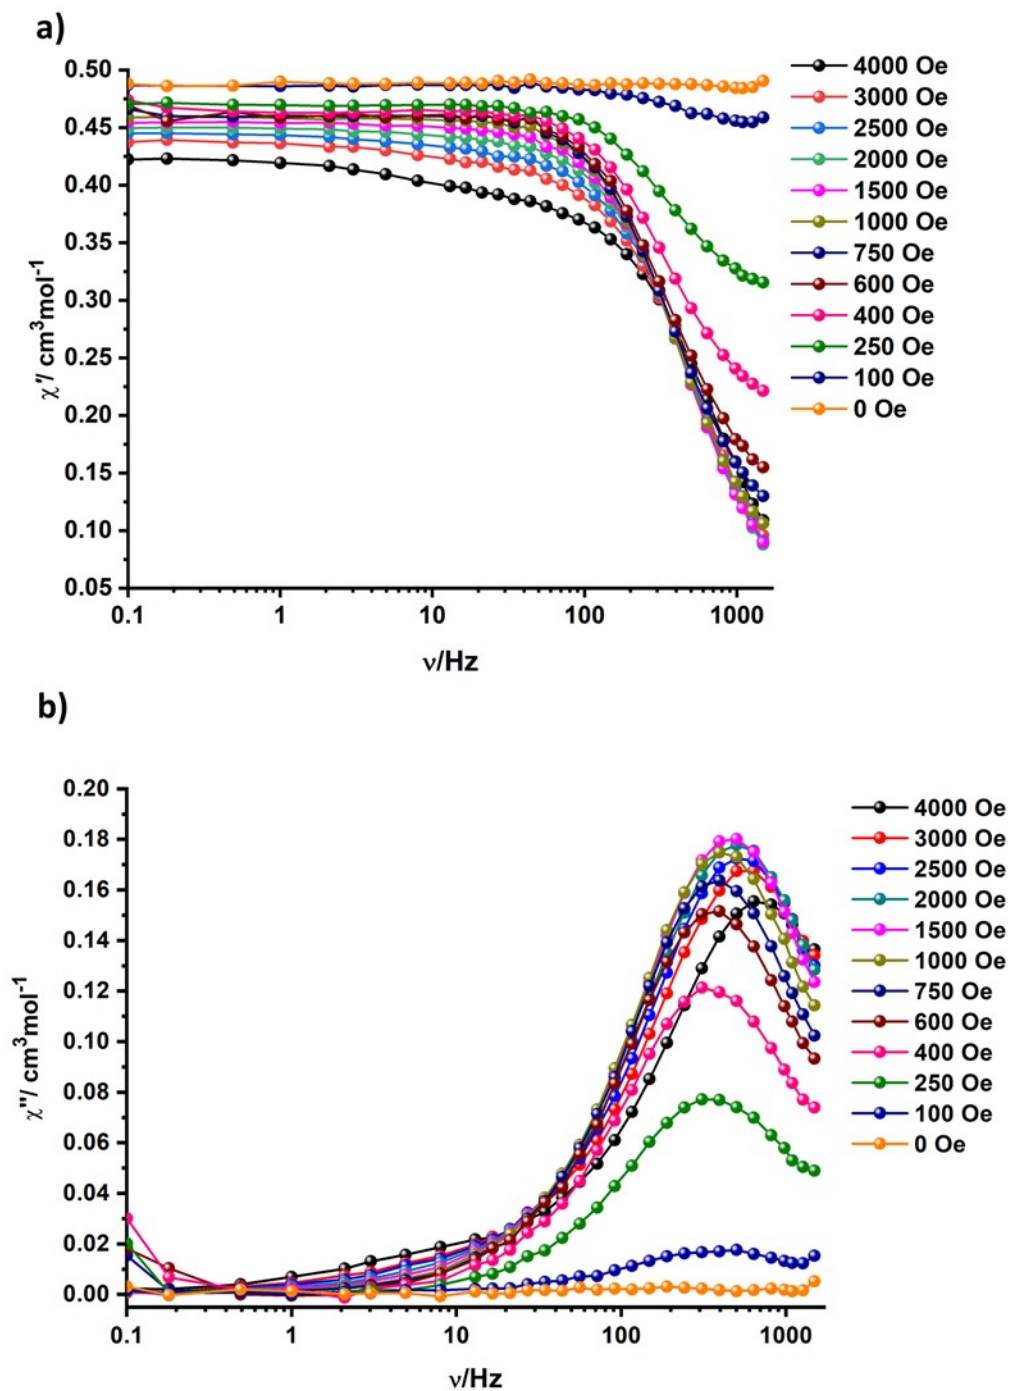 a)
χ'/ cm³mol⁻¹
0.50
0.45
0.40
0.35
0.30
0.25
0.20
0.15
0.10
0.05
0.1
1
10
100
1000
ν/Hz
4000 Oe
3000 Oe
2500 Oe
2000 Oe
1500 Oe
1000 Oe
750 Oe
600 Oe
400 Oe
250 Oe
100 Oe
0 Oe
b)
χ''/ cm³mol⁻¹
0.20
0.18
0.16
0.14
0.12
0.10
0.08
0.06
0.04
0.02
0.00
0.1
1
10
100
1000
ν/Hz
4000 Oe
3000 Oe
2500 Oe
2000 Oe
1500 Oe
1000 Oe
750 Oe
600 Oe
400 Oe
250 Oe
100 Oe
0 Oe